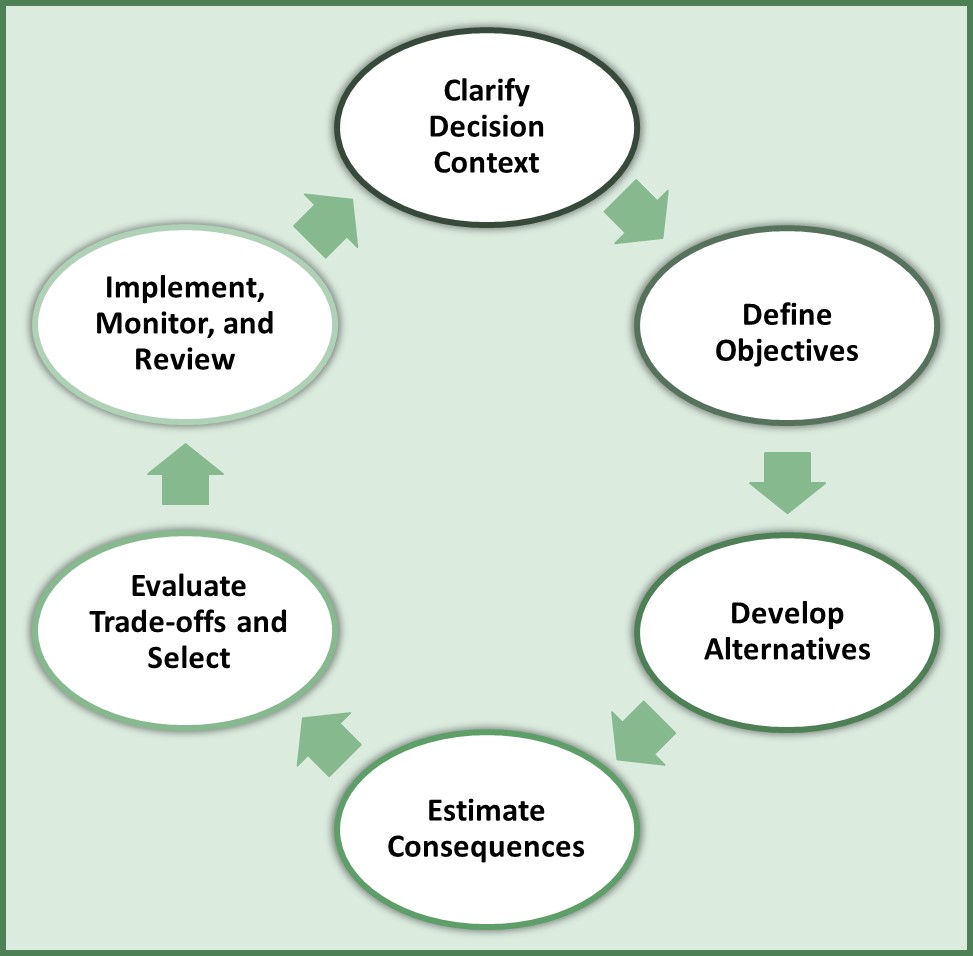 Clarify
Decision
Context
Define
Objectives
Develop
Alternatives
Estimate
Consequences
Evaluate
Trade-offs and
Select
Implement,
Monitor, and
Review